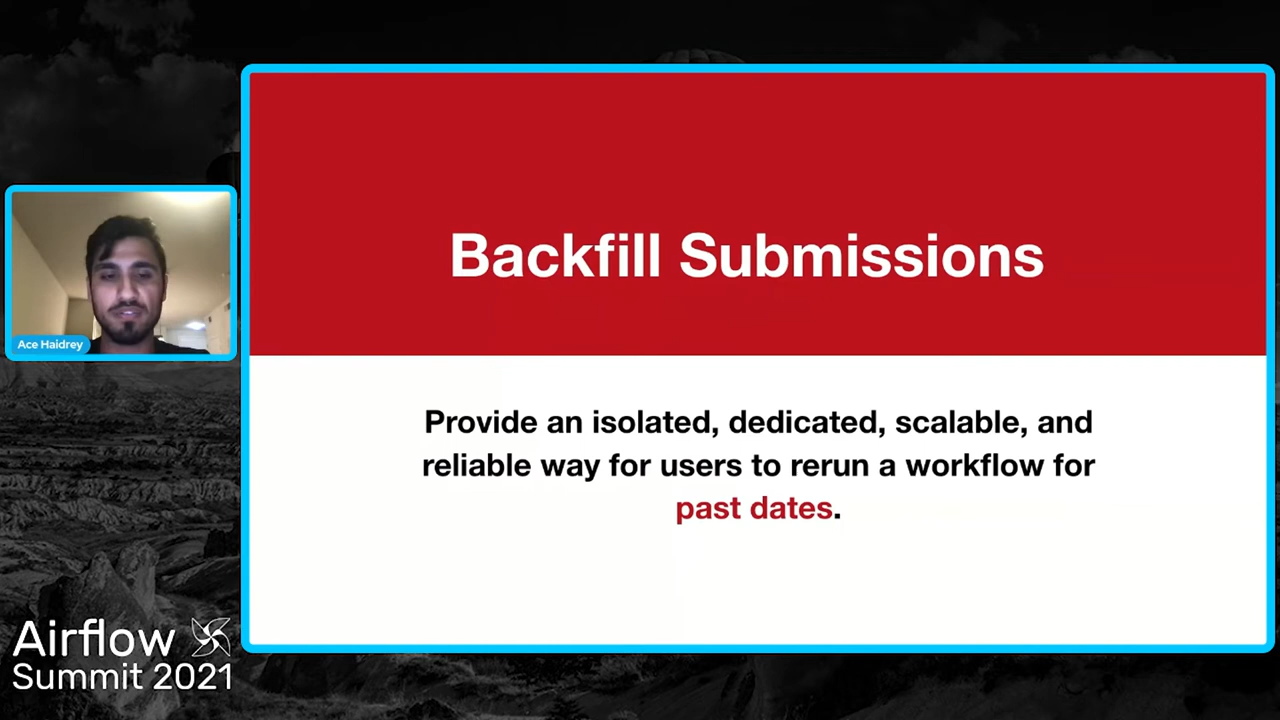 Backfill Submissions
Provide an isolated, dedicated, scalable, and
reliable way for users to rerun a workflow for
past dates.
Ace Haidrey
Airflow
Summit 2021